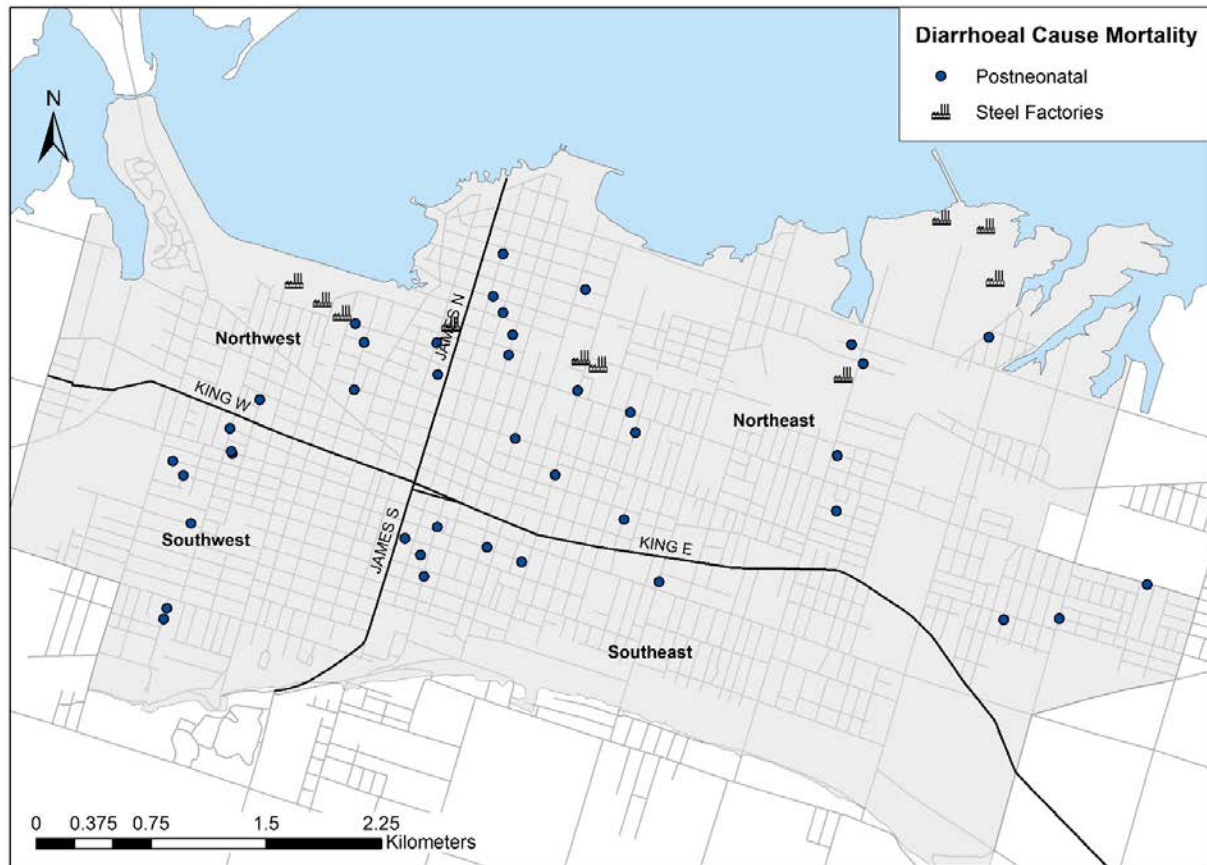 Diarrhoeal Cause Mortality
Postneonatal
Steel Factories
N
JAMES N
Northwest
KING W
Northeast
Southwest
JAMES S
KING E
Southeast
0 0.375 0.75 1.5 2.25
Kilometers